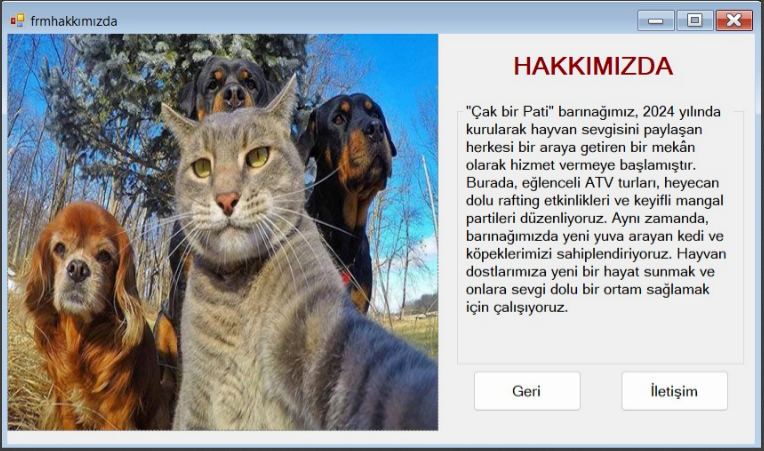 frmhakkımızda
HAKKIMIZDA
"Çak bir Pati" barınağımız, 2024 yılında
kurularak hayvan sevgisini paylaşan
herkesi bir araya getiren bir mekân
olarak hizmet vermeye başlamıştır.
Burada, eğlenceli ATV turları, heyecan
dolu rafting etkinlikleri ve keyifli mangal
partileri düzenliyoruz. Aynı zamanda,
barınağımızda yeni yuva arayan kedi ve
köpeklerimizi sahiplendiriyoruz. Hayvan
dostlarımıza yeni bir hayat sunmak ve
onlara sevgi dolu bir ortam sağlamak
için çalışıyoruz.
Geri
İletişim